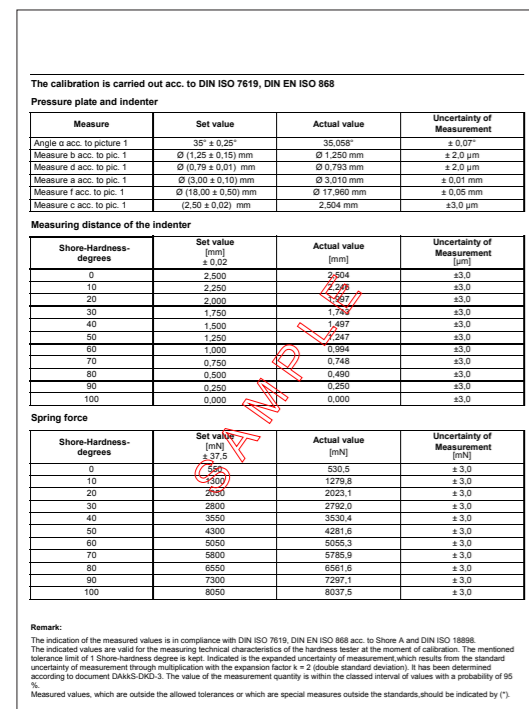 The calibration is carried out acc. to DIN ISO 7619, DIN EN ISO 868
Pressure plate and indenter
Measure Set value Actual value Uncertainty of Measurement
Angle α acc. to picture 1 35° ± 0,25° 35,058° ± 0,07°
Measure b acc. to pic. 1 Ø (1,25 ± 0,15) mm Ø 1,250 mm ± 2,0 µm
Measure d acc. to pic. 1 Ø (0,79 ± 0,01) mm Ø 0,793 mm ± 2,0 µm
Measure a acc. to pic. 1 Ø (3,00 ± 0,10) mm Ø 3,010 mm ± 0,01 mm
Measure f acc. to pic. 1 Ø (18,00 ± 0,50) mm Ø 17,960 mm ± 0,05 mm
Measure c acc. to pic. 1 (2,50 ± 0,02) mm 2,504 mm ±3,0 µm
Measuring distance of the indenter
Shore-Hardness-degrees Set value [mm] ± 0,02 Actual value [mm] Uncertainty of Measurement [µm]
0 2,500 2,504 ±3,0
10 2,250 2,246 ±3,0
20 2,000 1,997 ±3,0
30 1,750 1,743 ±3,0
40 1,500 1,497 ±3,0
50 1,250 1,247 ±3,0
60 1,000 0,994 ±3,0
70 0,750 0,748 ±3,0
80 0,500 0,490 ±3,0
90 0,250 0,250 ±3,0
100 0,000 0,000 ±3,0
Spring force
Shore-Hardness-degrees Set value [mN] ± 37,5 Actual value [mN] Uncertainty of Measurement [mN]
0 550 530,5 ± 3,0
10 1300 1279,8 ± 3,0
20 2050 2023,1 ± 3,0
30 2800 2792,0 ± 3,0
40 3550 3530,4 ± 3,0
50 4300 4281,6 ± 3,0
60 5050 5055,3 ± 3,0
70 5800 5785,9 ± 3,0
80 6550 6561,6 ± 3,0
90 7300 7297,1 ± 3,0
100 8050 8037,5 ± 3,0
SAMPLE
Remark:
The indication of the measured values is in compliance with DIN ISO 7619, DIN EN ISO 868 acc. to Shore A and DIN ISO 18898.
The indicated values are valid for the measuring technical characteristics of the hardness tester at the moment of calibration. The mentioned
tolerance limit of 1 Shore-hardness degree is kept. Indicated is the expanded uncertainty of measurement,which results from the standard
uncertainty of measurement through multiplication with the expansion factor k = 2 (double standard deviation). It has been determined
according to document DAkkS-DKD-3. The value of the measurement quantity is within the classed interval of values with a probability of 95
%.
Measured values, which are outside the allowed tolerances or which are special measures outside the standards,should be indicated by (*).